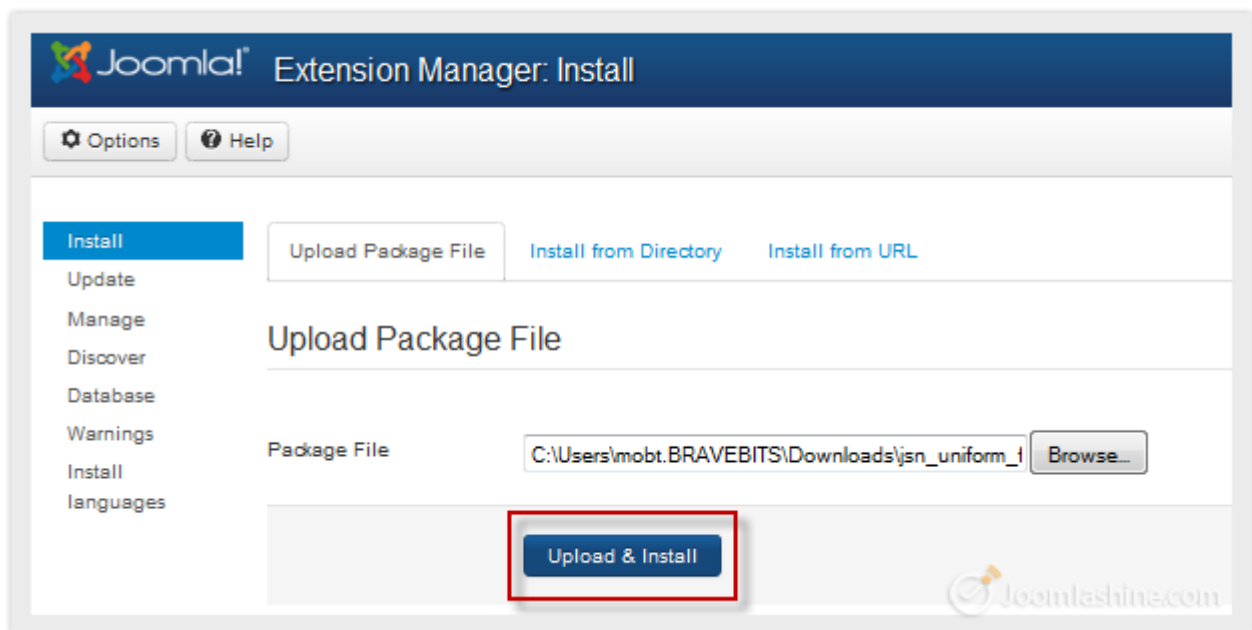 Joomla!® Extension Manager: Install
Options Help
Install
Update
Manage
Discover
Database
Warnings
Install
languages
Upload Package File Install from Directory Install from URL
Upload Package File
Package File C:\Users\mobt.BRAVEBITS\Downloads\jsn_uniform_ Browse...
Upload & Install
Joomlashine.com